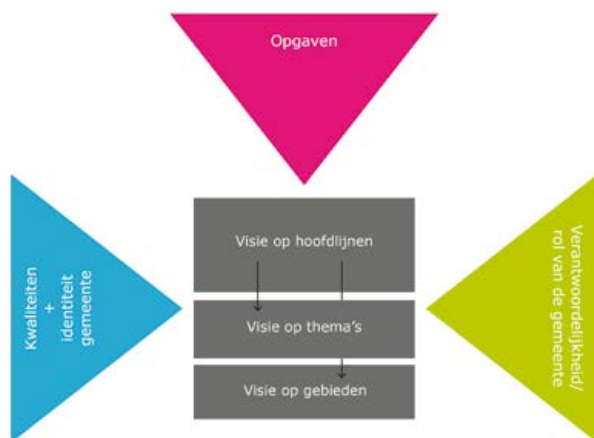 Opgaven
Kwaliteiten
+
identiteit
gemeente
Visie op hoofdlijnen
Visie op thema's
Visie op gebieden
Verantwoordelijkheid/
rol van de gemeente